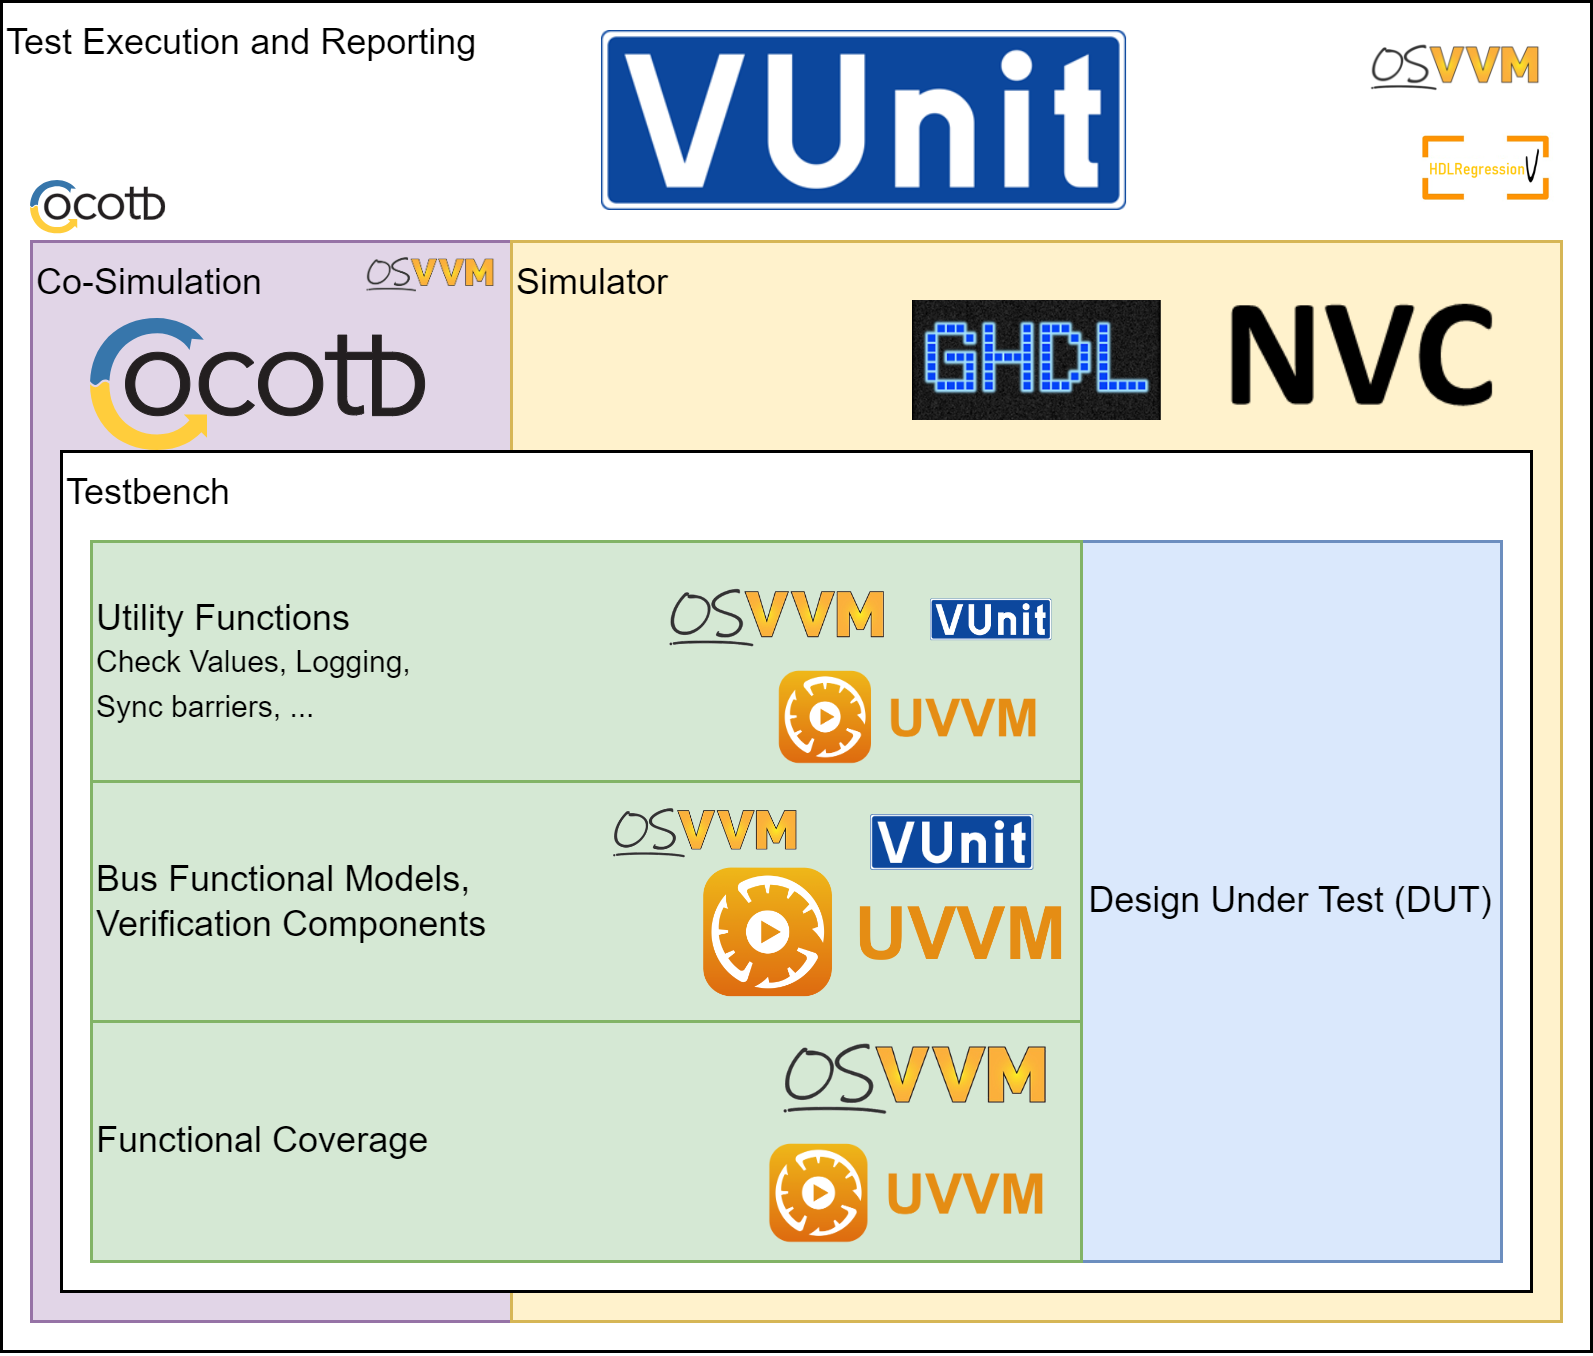 Test Execution and Reporting
VUnit
OSVVM
HDLRegression
cocotb
Co-Simulation
OSVVM
cocotb
Simulator
GHDL
NVC
Testbench
Utility Functions
Check Values, Logging,
Sync barriers, ...
OSVVM
VUnit
UVVM
Bus Functional Models,
Verification Components
OSVVM
VUnit
UVVM
Functional Coverage
OSVVM
UVVM
Design Under Test (DUT)